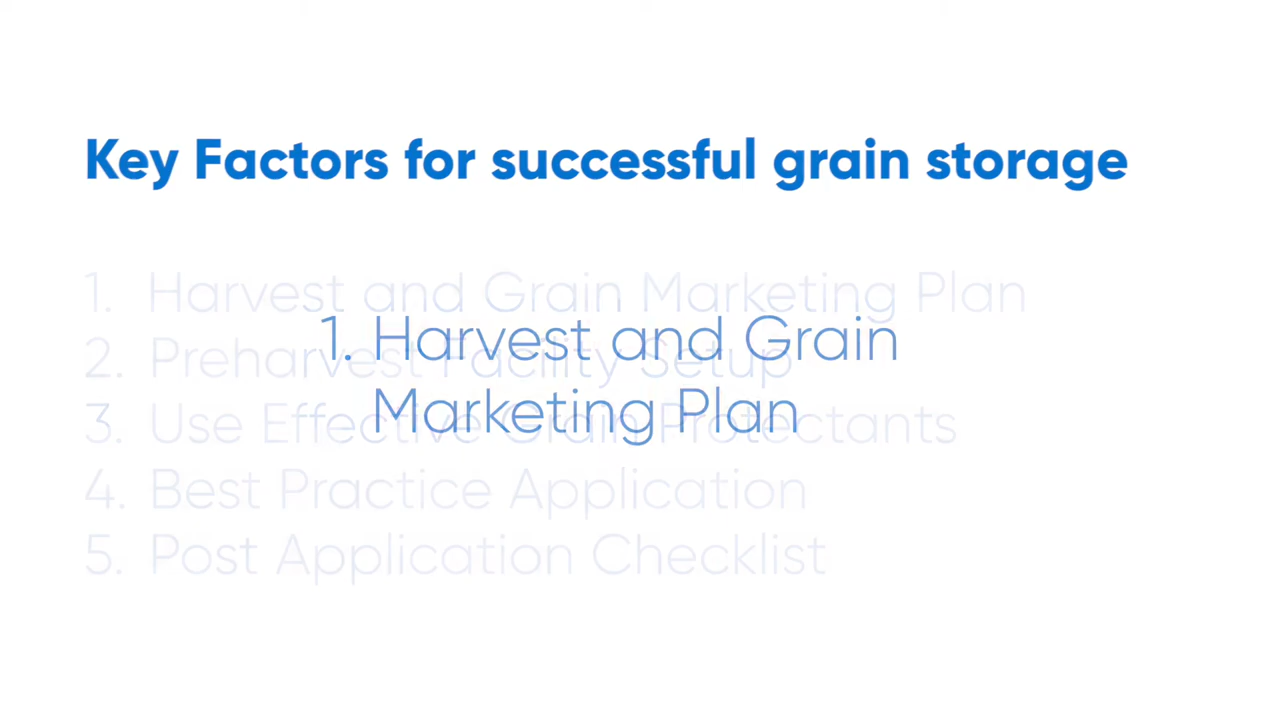 Key Factors for successful grain storage
1. Harvest and Grain Marketing Plan
2. Preharvest Facility Setup
3. Use Effective Grain Protectants
4. Best Practice Application
5. Post Application Checklist
1. Harvest and Grain
Marketing Plan